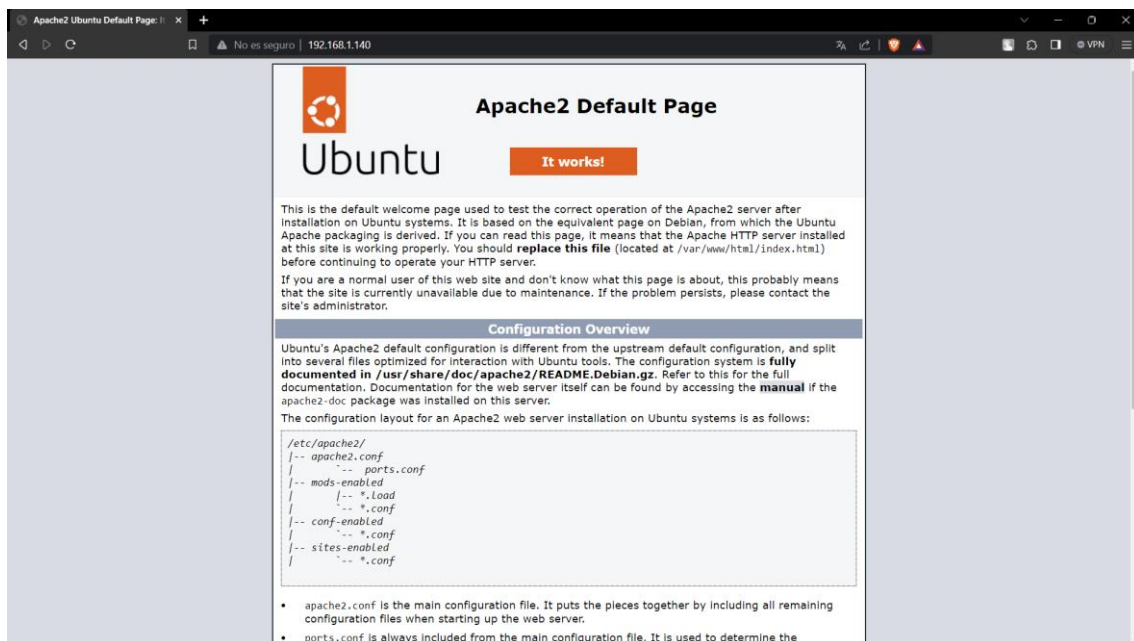 Apache2 Ubuntu Default Page: It
No es seguro | 192.168.1.140
VPN
Ubuntu
Apache2 Default Page
It works!
This is the default welcome page used to test the correct operation of the Apache2 server after
installation on Ubuntu systems. It is based on the equivalent page on Debian, from which the Ubuntu
Apache packaging is derived. If you can read this page, it means that the Apache HTTP server installed
at this site is working properly. You should replace this file (located at /var/www/html/index.html)
before continuing to operate your HTTP server.
If you are a normal user of this web site and don't know what this page is about, this probably means
that the site is currently unavailable due to maintenance. If the problem persists, please contact the
site's administrator.
Configuration Overview
Ubuntu's Apache2 default configuration is different from the upstream default configuration, and split
into several files optimized for interaction with Ubuntu tools. The configuration system is fully
documented in /usr/share/doc/apache2/README.Debian.gz. Refer to this for the full
documentation. Documentation for the web server itself can be found by accessing the manual if the
apache2-doc package was installed on this server.
The configuration layout for an Apache2 web server installation on Ubuntu systems is as follows:
/etc/apache2/
|-- apache2.conf
|       `--  ports.conf
|-- mods-enabled
|       |-- *.load
|       `-- *.conf
|-- conf-enabled
|       `-- *.conf
|-- sites-enabled
|       `-- *.conf
• apache2.conf is the main configuration file. It puts the pieces together by including all remaining
configuration files when starting up the web server.
• ports.conf is always included from the main configuration file. It is used to determine the